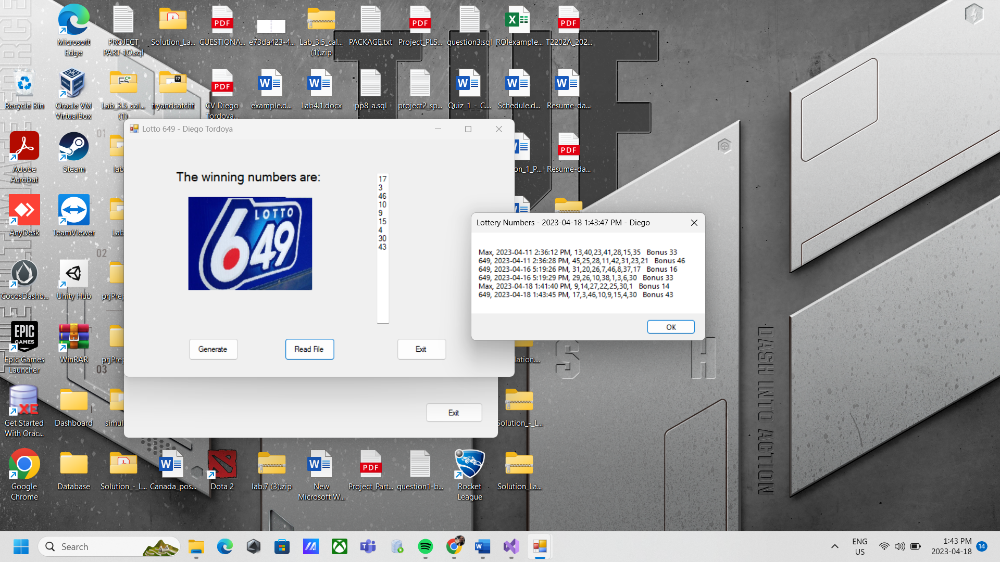 Microsoft
Edge
PROJECT
PART 1O.sql
Solution_La...
CUESTIONA...
e73da423-4...
Lab_3.5_cal...
(1).zip
PACKAGE.txt
Project_PLS...
question3.sql
ROIexample...
T2202A_202...
Recycle Bin
Oracle VM
VirtualBox
Lab_3.5_cal...
(1)
tryandcatcht
CV Diego
Tordoya...
example.d...
Lab4.1.docx
pp8_a.sql
project2_sp...
Quiz_1_-_C...
Schedule.d...
Resume-da...
Lotto 649 - Diego Tordoya
The winning numbers are:
LOTTO
649
17
3
46
10
9
15
4
30
43
Generate
Read File
Exit
Exit
Lottery Numbers - 2023-04-18 1:43:47 PM - Diego
Max, 2023-04-11 2:36:12 PM, 13,40,23,41,28,15,35 Bonus 33
649, 2023-04-11 2:36:28 PM, 45,25,28,11,42,31,23,21 Bonus 46
649, 2023-04-16 5:19:26 PM, 31,20,26,7,46,8,37,17 Bonus 16
649, 2023-04-16 5:19:29 PM, 29,26,10,38,1,3,6,30 Bonus 33
Max, 2023-04-18 1:41:40 PM, 9,14,27,22,25,30,1 Bonus 14
649, 2023-04-18 1:43:45 PM, 17,3,46,10,9,15,4,30 Bonus 43
OK
Adobe
Acrobat
Steam
lab
on_1_P...
Resume-da...
AnyDesk
TeamViewer
Lab
CocosDashb...
Unity Hub
prjPrep
Epic Games
Launcher
WinRAR
prjPrep
lation....
Get Started
With Orac...
Dashboard
simul
Solution_-_L...
Google
Chrome
Database
Solution_-_L...
Canada_pos...
Dota 2
lab.7 (3).zip
New
Microsoft W...
Project_Part...
question1-b...
Rocket
League
Solution_La...
01
02
03
TUF
S H
DASH INTO ACTION
Search
ENG
US
1:43 PM
2023-04-18
14